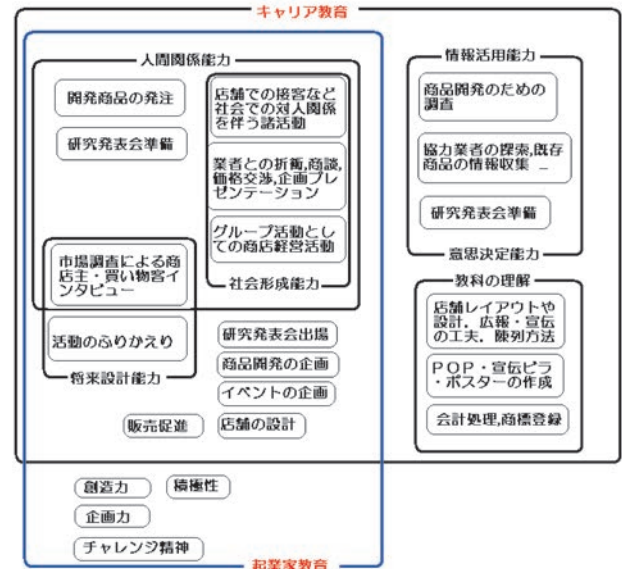 キャリア教育
人間関係能力
開発商品の発注
研究発表会準備
店舗での接客など
社会での対人関係
を伴う諸活動
業者との折衝,商談,
価格交渉,企画プレ
ゼンテーション
グループ活動とし
ての商店経営活動
社会形成能力
市場調査による商
店主・買い物客イ
ンタビュー
活動のふりかえり
将来設計能力
研究発表会出場
商品開発の企画
イベントの企画
販売促進
店舗の設計
情報活用能力
商品開発のための
調査
協力業者の探索,既存
商品の情報収集
研究発表会準備
意思決定能力
教科の理解
店舗レイアウトや
設計．広報・宣伝
の工夫．陳列方法
ＰＯＰ・宣伝ビラ
・ポスターの作成
会計処理,商標登録
創造力
積極性
企画力
チャレンジ精神
起業家教育